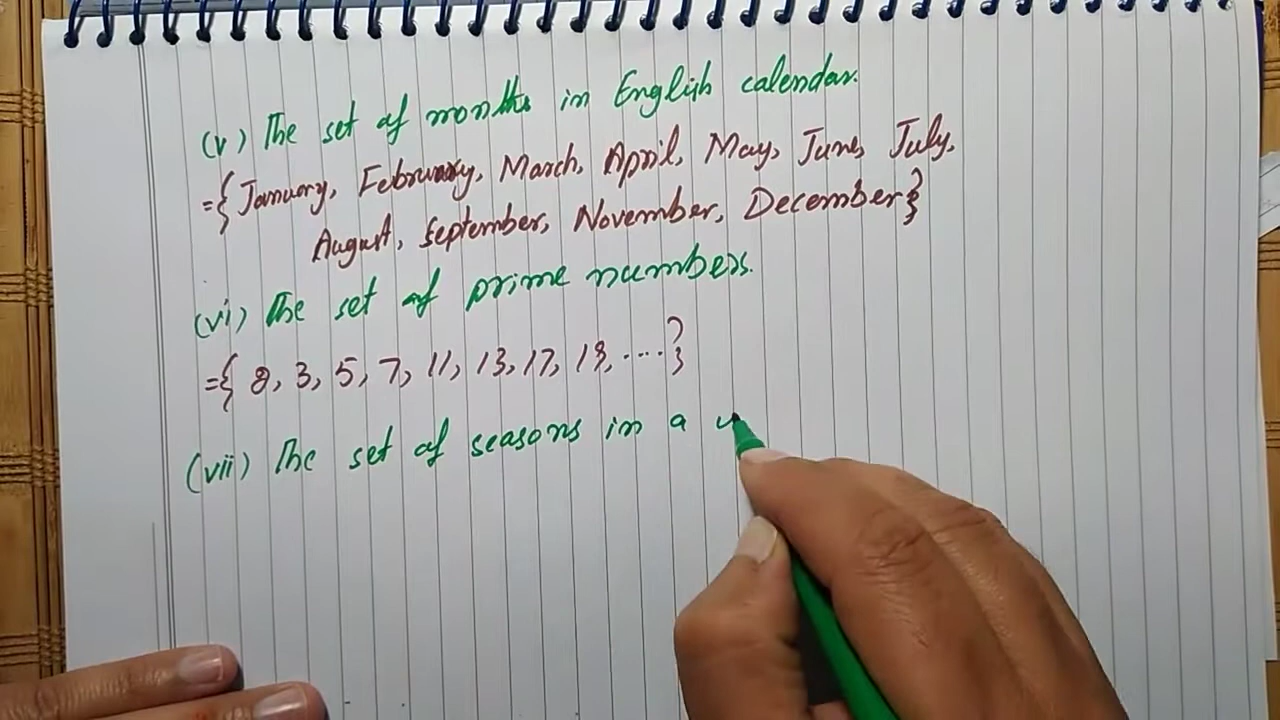 (v) The set of months in English calendar.
={January, February, March, April, May, June, July,
August, September, November, December}
(vi) The set of prime numbers.
={ 2, 3, 5, 7, 11, 13, 17, 19, ....}
(vii) The set of seasons in a